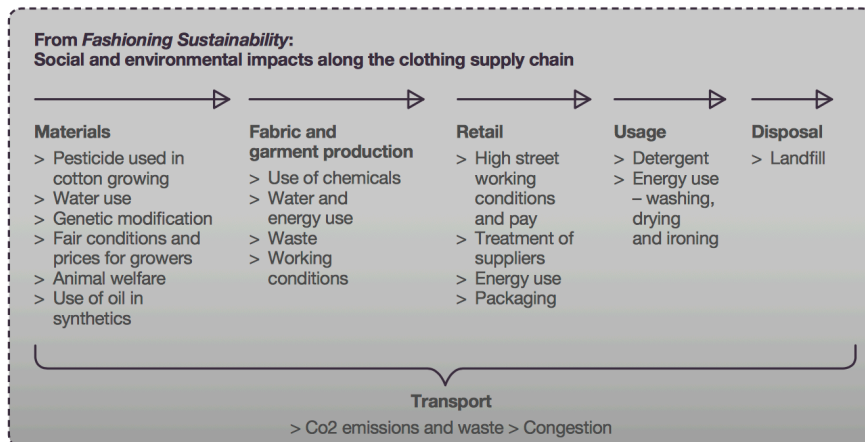 From Fashioning Sustainability:
Social and environmental impacts along the clothing supply chain
Materials
> Pesticide used in
cotton growing
> Water use
> Genetic modification
> Fair conditions and
prices for growers
> Animal welfare
> Use of oil in
synthetics
Fabric and
garment production
> Use of chemicals
> Water and
energy use
> Waste
> Working
conditions
Retail
> High street
working
conditions
and pay
> Treatment of
suppliers
> Energy use
> Packaging
Usage
> Detergent
> Energy use
– washing,
drying
and ironing
Disposal
> Landfill
Transport
> Co2 emissions and waste > Congestion